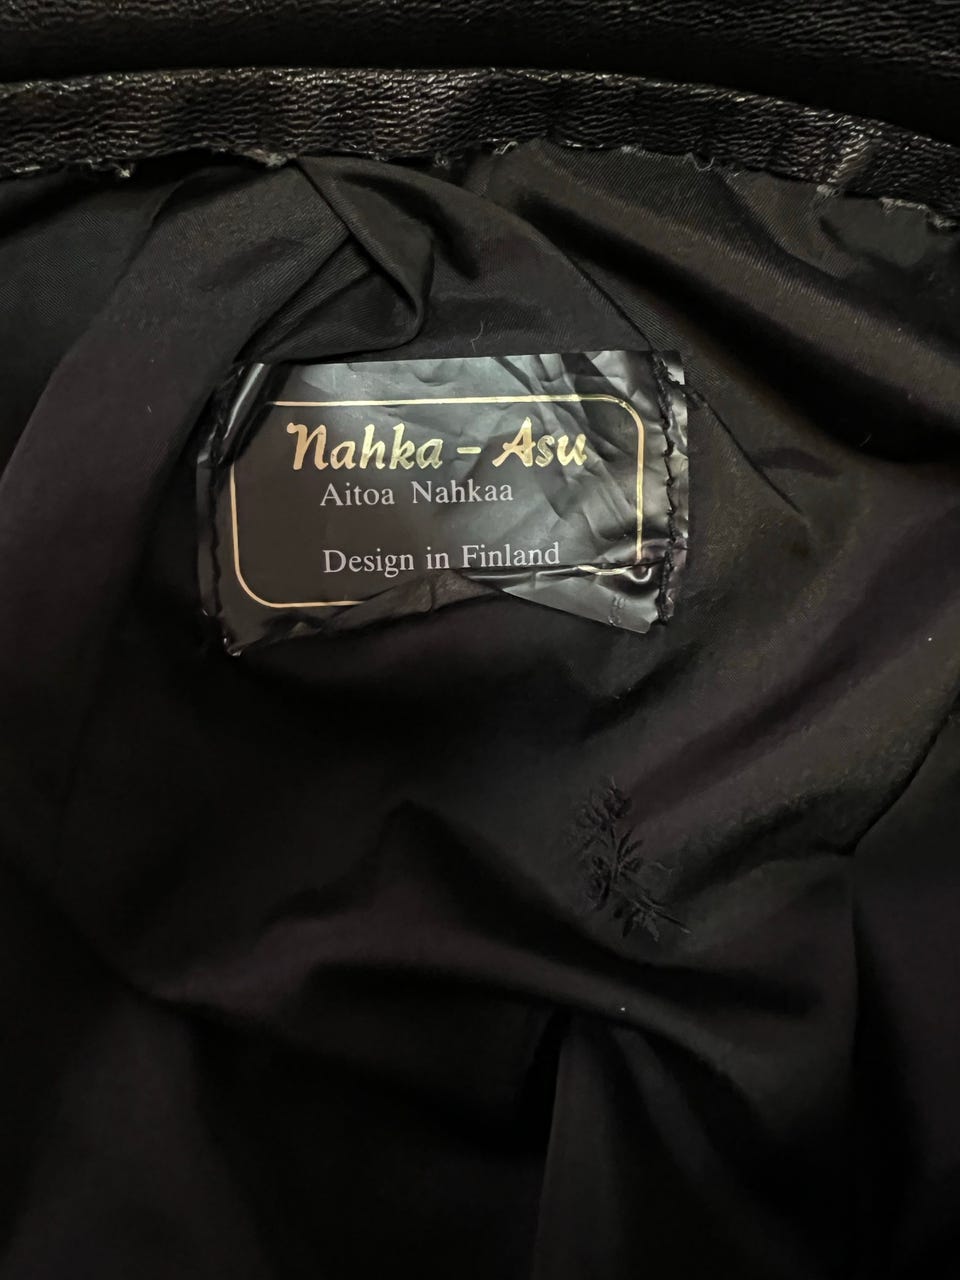 Nahka - Asu
Aitoa Nahkaa
Design in Finland